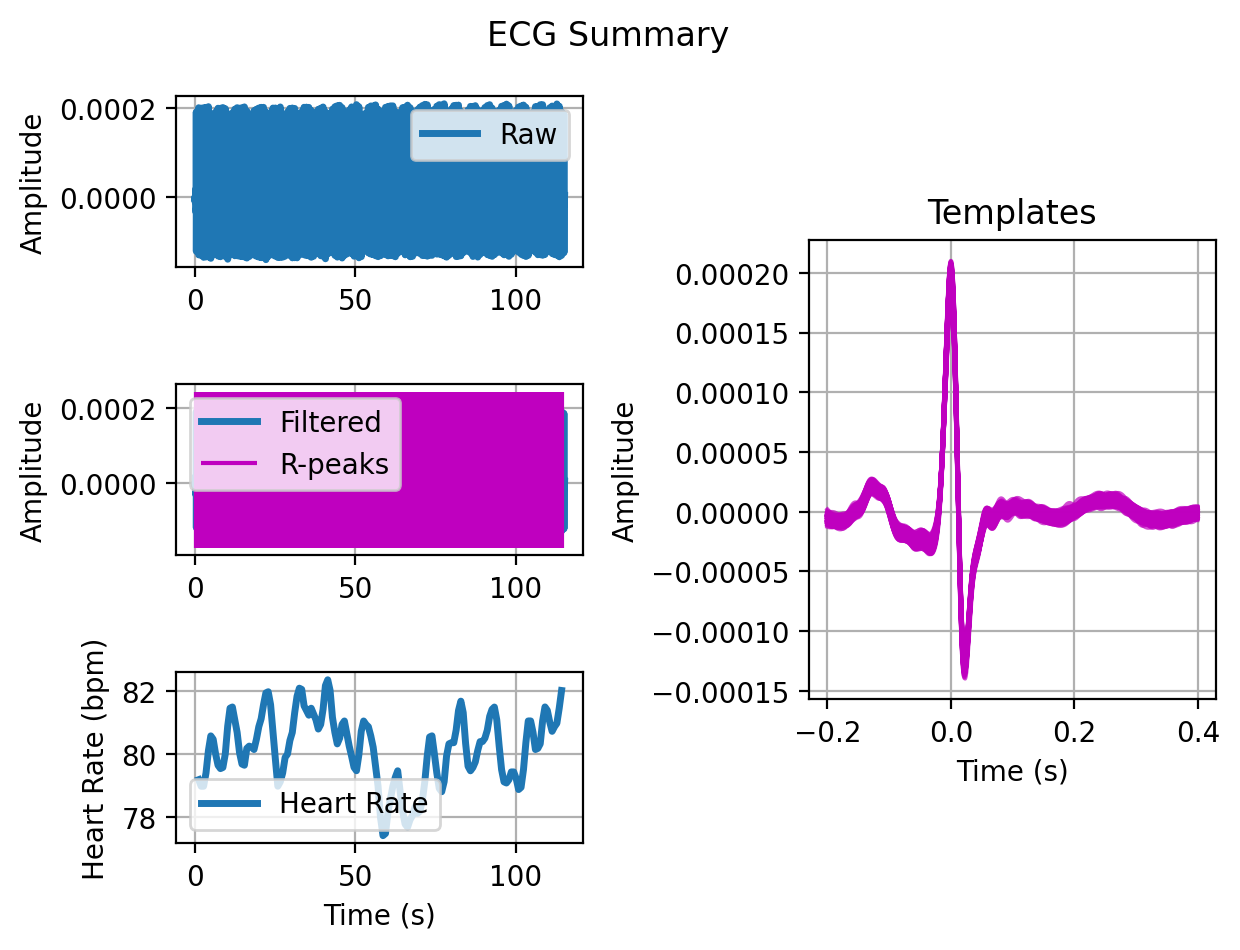 ECG Summary
Amplitude
0.0002
0.0000
Raw
0
50
100
Amplitude
0.0002
0.0000
Filtered
R-peaks
0
50
100
Heart Rate (bpm)
82
80
78
Heart Rate
0
50
100
Time (s)
Templates
Amplitude
0.00020
0.00015
0.00010
0.00005
0.00000
−0.00005
−0.00010
−0.00015
−0.2
0.0
0.2
0.4
Time (s)